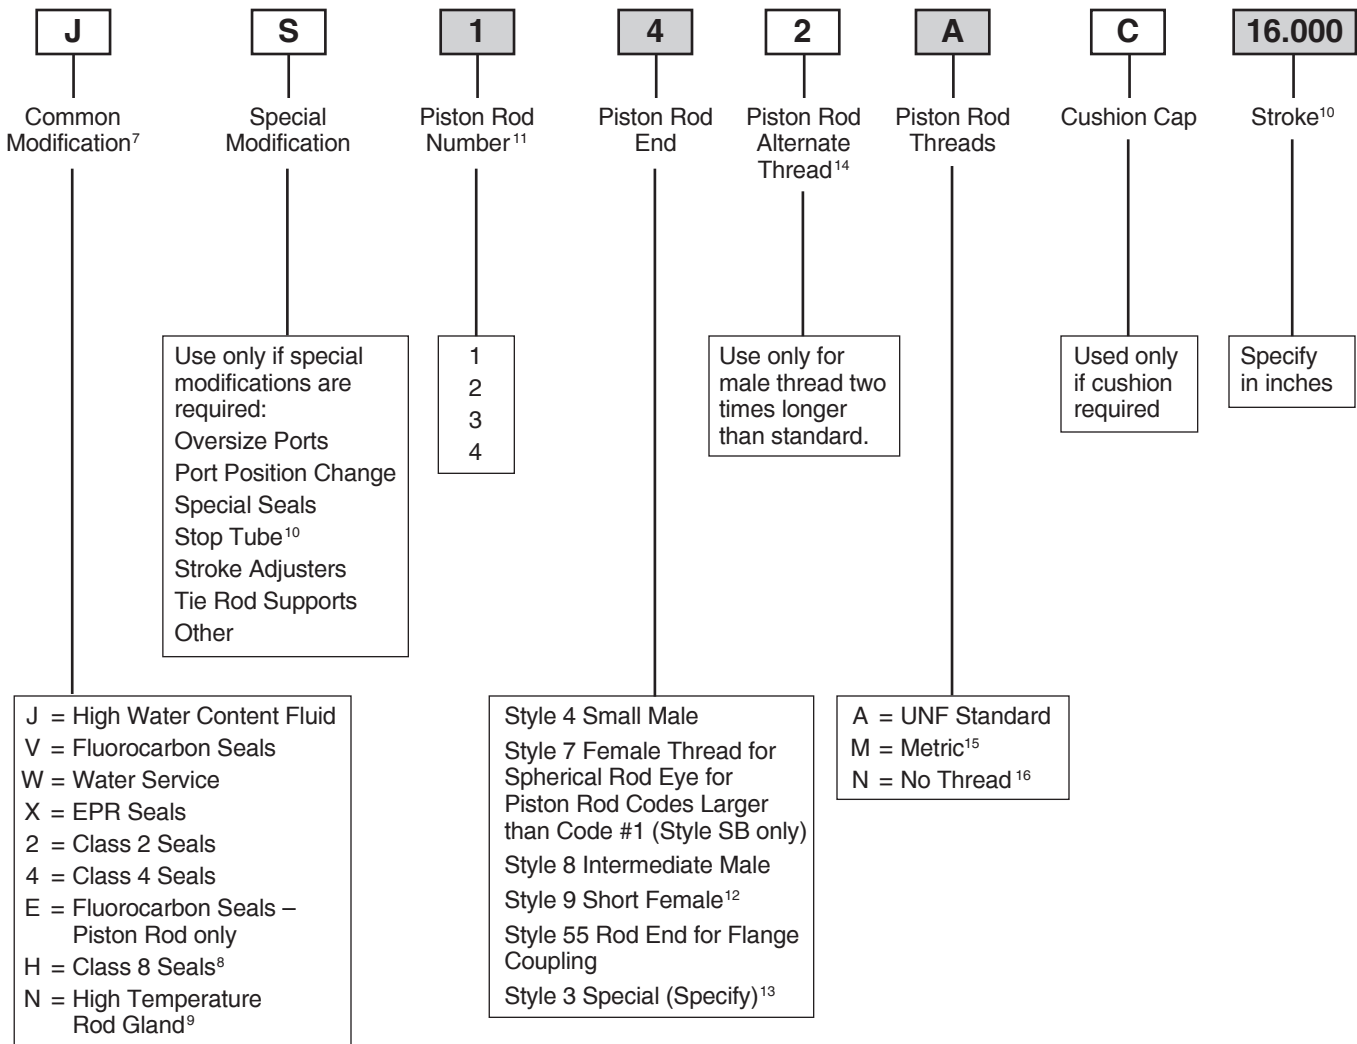 J S 1 4 2 A C 16.000
Common
Modification⁷
Special
Modification
Piston Rod
Number¹¹
Piston Rod
End
Piston Rod
Alternate
Thread¹⁴
Piston Rod
Threads
Cushion Cap
Stroke¹⁰
Use only if special
modifications are
required:
Oversize Ports
Port Position Change
Special Seals
Stop Tube¹⁰
Stroke Adjusters
Tie Rod Supports
Other
1
2
3
4
Use only for
male thread two
times longer
than standard.
Used only
if cushion
required
Specify
in inches
J = High Water Content Fluid
V = Fluorocarbon Seals
W = Water Service
X = EPR Seals
2 = Class 2 Seals
4 = Class 4 Seals
E = Fluorocarbon Seals –
Piston Rod only
H = Class 8 Seals⁸
N = High Temperature
Rod Gland⁹
Style 4 Small Male
Style 7 Female Thread for
Spherical Rod Eye for
Piston Rod Codes Larger
than Code #1 (Style SB only)
Style 8 Intermediate Male
Style 9 Short Female¹²
Style 55 Rod End for Flange
Coupling
Style 3 Special (Specify)¹³
A = UNF Standard
M = Metric¹⁵
N = No Thread¹⁶